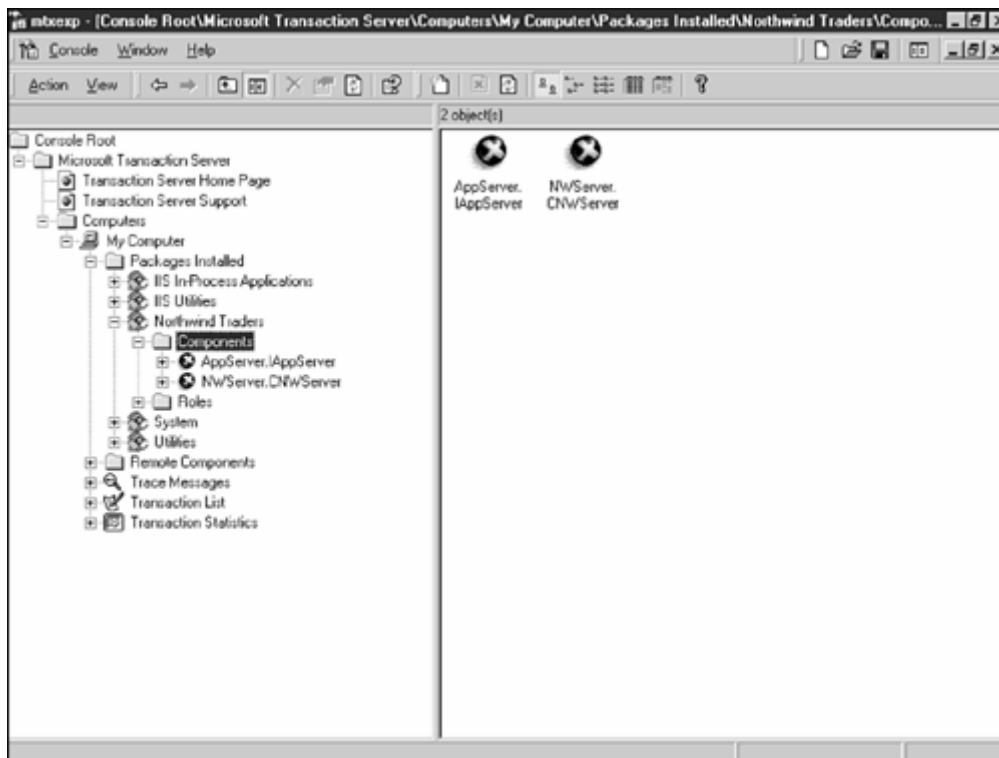 mtxexp - [Console Root\Microsoft Transaction Server\Computers\My Computer\Packages Installed\Northwind Traders\Compo...
Console Window Help
Action View
2 object(s)
Console Root
Microsoft Transaction Server
Transaction Server Home Page
Transaction Server Support
Computers
My Computer
Packages Installed
IIS In-Process Applications
IIS Utilities
Northwind Traders
Components
AppServer.IAppServer
NWServer.CNWServer
Roles
System
Utilities
Remote Components
Trace Messages
Transaction List
Transaction Statistics
AppServer.
IAppServer
NWServer.
CNWServer